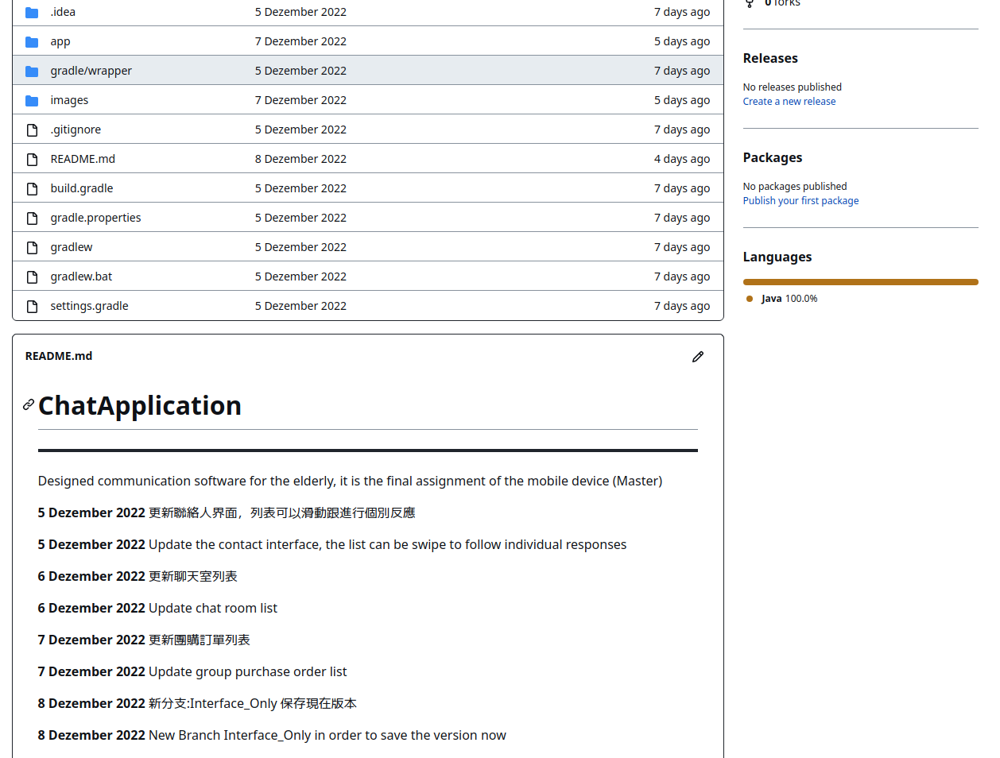 .idea 5 Dezember 2022 7 days ago
app 7 Dezember 2022 5 days ago
gradle/wrapper 5 Dezember 2022 7 days ago
images 7 Dezember 2022 5 days ago
.gitignore 5 Dezember 2022 7 days ago
README.md 8 Dezember 2022 4 days ago
build.gradle 5 Dezember 2022 7 days ago
gradle.properties 5 Dezember 2022 7 days ago
gradlew 5 Dezember 2022 7 days ago
gradlew.bat 5 Dezember 2022 7 days ago
settings.gradle 5 Dezember 2022 7 days ago
README.md
ChatApplication
Designed communication software for the elderly, it is the final assignment of the mobile device (Master)
5 Dezember 2022 更新聯絡人界面，列表可以滑動跟進行個別反應
5 Dezember 2022 Update the contact interface, the list can be swipe to follow individual responses
6 Dezember 2022 更新聊天室列表
6 Dezember 2022 Update chat room list
7 Dezember 2022 更新團購訂單列表
7 Dezember 2022 Update group purchase order list
8 Dezember 2022 新分支:Interface_Only 保存現在版本
8 Dezember 2022 New Branch Interface_Only in order to save the version now
0 forks
Releases
No releases published
Create a new release
Packages
No packages published
Publish your first package
Languages
Java 100.0%